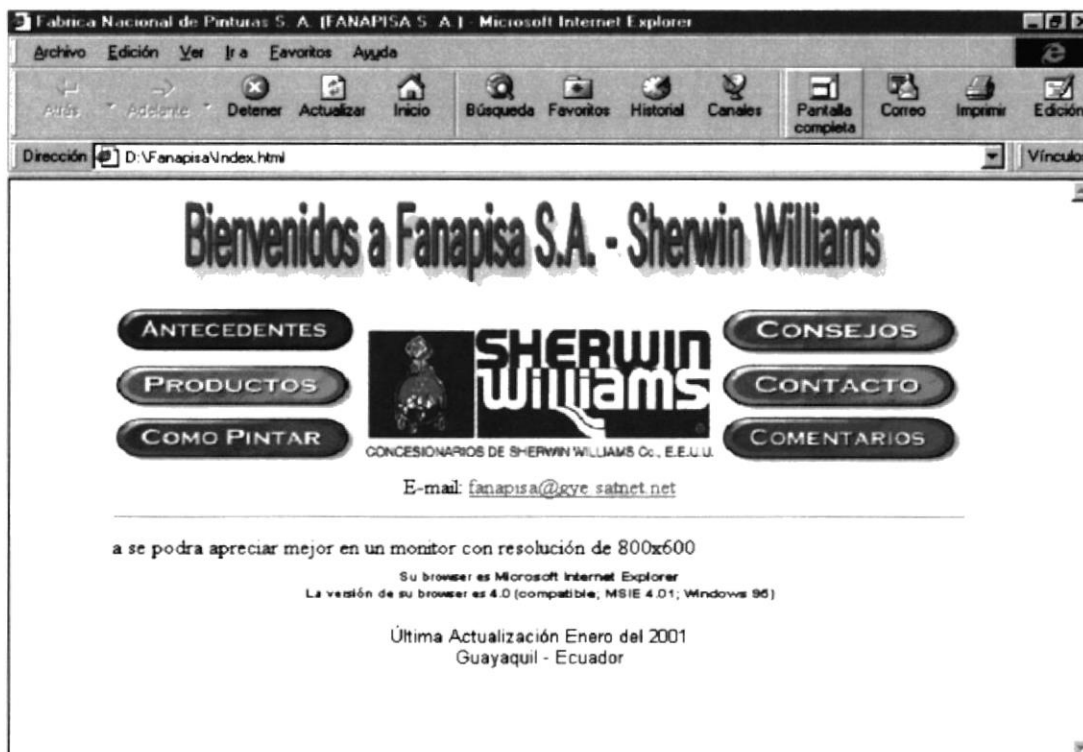 Fabrica Nacional de Pinturas S. A. (FANAPISA S. A.) - Microsoft Internet Explorer
Archivo Edición Ver Ir a Favoritos Ayuda
Atrás Adelante Detener Actualizar Inicio Búsqueda Favoritos Historial Canales Pantalla completa Correo Imprimir Edición
Dirección D:\Fanapisa\index.html Vínculos
Bienvenidos a Fanapisa S.A. - Sherwin Williams
ANTECEDENTES
PRODUCTOS
COMO PINTAR
SHERWIN
WILLIAMS
CONCESIONARIOS DE SHERWIN WILLIAMS Co., E.E.U.U.
CONSEJOS
CONTACTO
COMENTARIOS
E-mail: fanapisa@gye.satnet.net
a se podra apreciar mejor en un monitor con resolución de 800x600
Su browser es Microsoft Internet Explorer
La versión de su browser es 4.0 (compatible; MSIE 4.01; Windows 95)
Última Actualización Enero del 2001
Guayaquil - Ecuador